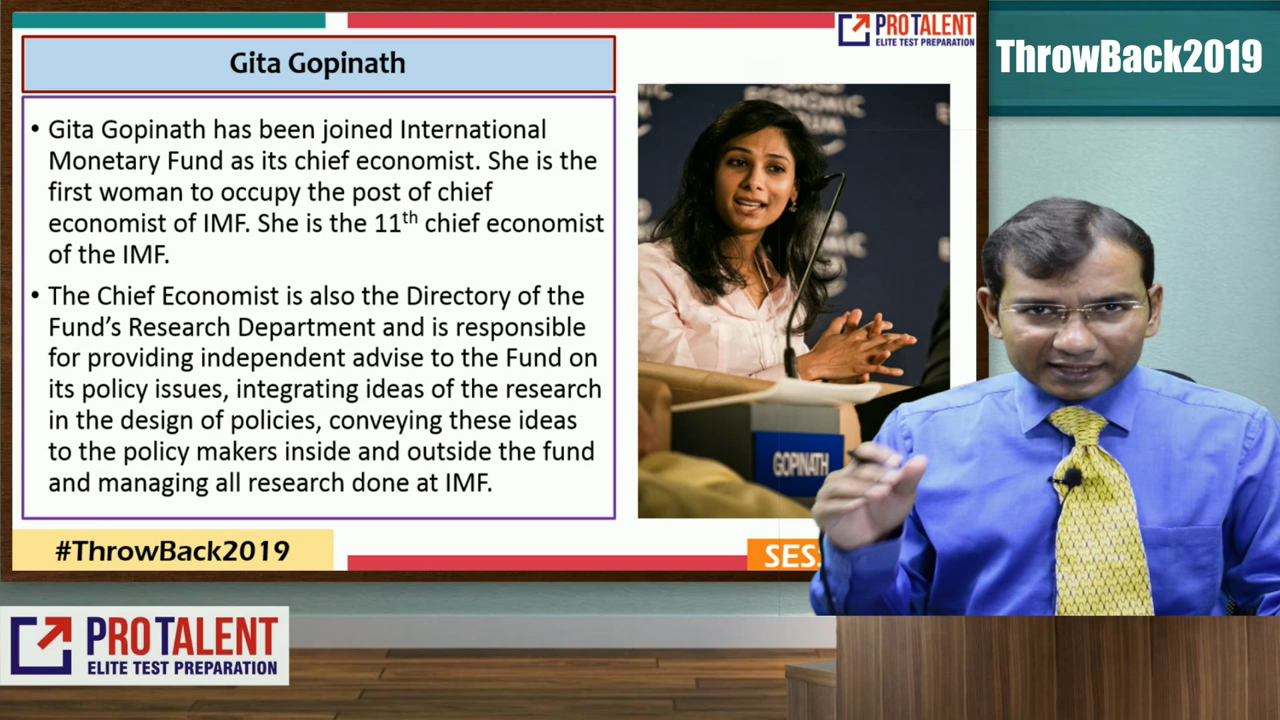 PROTALENT
ELITE TEST PREPARATION
ThrowBack2019
Gita Gopinath
• Gita Gopinath has been joined International
Monetary Fund as its chief economist. She is the
first woman to occupy the post of chief
economist of IMF. She is the 11th chief economist
of the IMF.
• The Chief Economist is also the Directory of the
Fund's Research Department and is responsible
for providing independent advise to the Fund on
its policy issues, integrating ideas of the research
in the design of policies, conveying these ideas
to the policy makers inside and outside the fund
and managing all research done at IMF.
ECONOMIC
GOPINATH
#ThrowBack2019
SES
PROTALENT
ELITE TEST PREPARATION